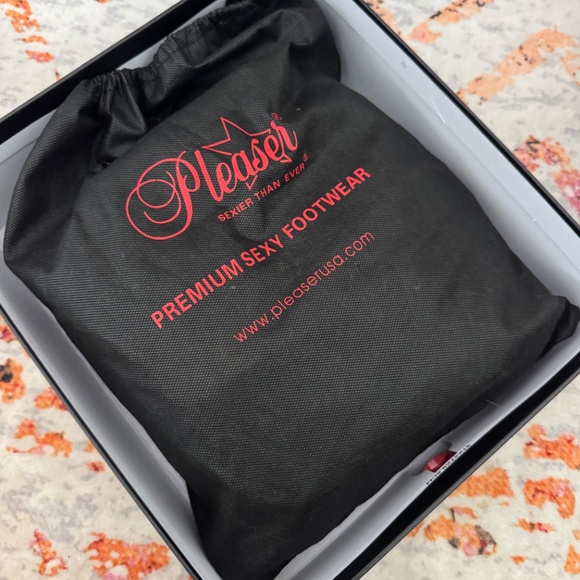 Pleaser®
SEXIER THAN EVER®
PREMIUM SEXY FOOTWEAR
www.pleaserusa.com